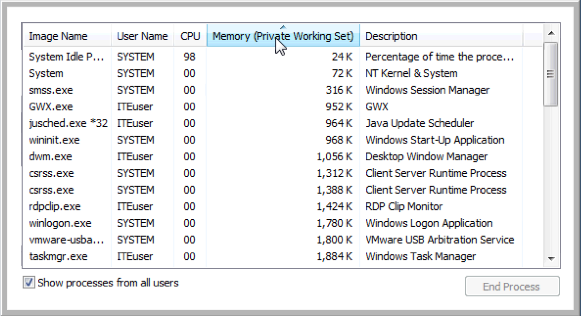 Image Name User Name CPU Memory (Private Working Set) Description
System Idle P... SYSTEM 98 24 K Percentage of time the proce...
System SYSTEM 00 72 K NT Kernel & System
smss.exe SYSTEM 00 316 K Windows Session Manager
GWX.exe ITEuser 00 952 K GWX
jusched.exe *32 ITEuser 00 964 K Java Update Scheduler
wininit.exe SYSTEM 00 968 K Windows Start-Up Application
dwm.exe ITEuser 00 1,056 K Desktop Window Manager
csrss.exe SYSTEM 00 1,312 K Client Server Runtime Process
csrss.exe SYSTEM 00 1,388 K Client Server Runtime Process
rdpclip.exe ITEuser 00 1,424 K RDP Clip Monitor
winlogon.exe SYSTEM 00 1,780 K Windows Logon Application
vmware-usba... SYSTEM 00 1,800 K VMware USB Arbitration Service
taskmgr.exe ITEuser 00 1,884 K Windows Task Manager
Show processes from all users End Process